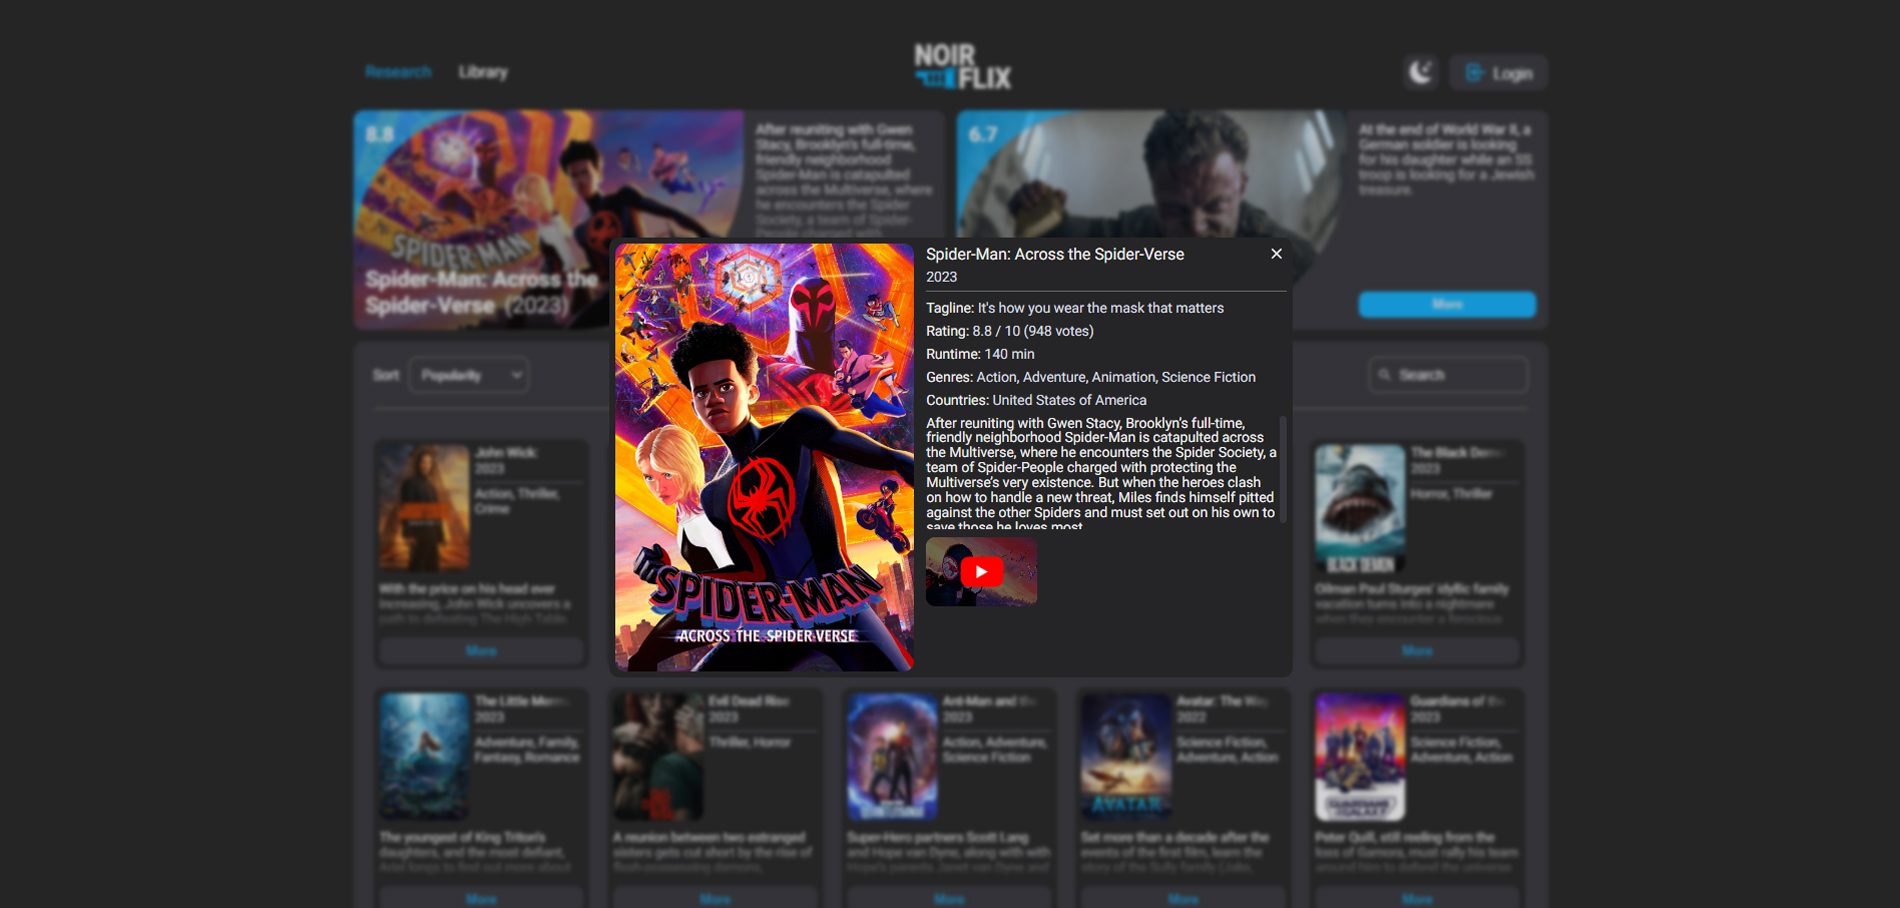 NOIR
FLIX
Research
Library
Login
8.8
After reuniting with Gwen
Stacy, Brooklyn's full-time,
friendly neighborhood
Spider-Man is catapulted
across the Multiverse, where
he encounters the Spider
Society, a team of Spider-
People charged with
SPIDER-MAN
Spider-Man: Across the
Spider-Verse (2023)
6.7
At the end of World War II, a
German soldier is looking
for his daughter while an SS
troop is looking for a Jewish
treasure.
More
Sort
Popularity
Search
Spider-Man: Across the Spider-Verse
2023
Tagline: It's how you wear the mask that matters
Rating: 8.8 / 10 (948 votes)
Runtime: 140 min
Genres: Action, Adventure, Animation, Science Fiction
Countries: United States of America
After reuniting with Gwen Stacy, Brooklyn's full-time,
friendly neighborhood Spider-Man is catapulted across
the Multiverse, where he encounters the Spider Society, a
team of Spider-People charged with protecting the
Multiverse's very existence. But when the heroes clash
on how to handle a new threat, Miles finds himself pitted
against the other Spiders and must set out on his own to
save those he loves most.
SPIDER-MAN
ACROSS THE SPIDER-VERSE
John Wick:
2023
Action, Thriller,
Crime
With the price on his head ever
increasing, John Wick uncovers a
path to defeating The High Table
More
The Black Dem
2023
Horror, Thriller
BLACK DEMON
Oilman Paul Sturges' idyllic family
vacation turns into a nightmare
when they encounter a ferocious
More
The Little Merm
2023
Adventure, Family,
Fantasy, Romance
The youngest of King Triton's
daughters, and the most defiant,
Ariel longs to find out more about
More
Evil Dead Rise
2023
Thriller, Horror
A reunion between two estranged
sisters gets cut short by the rise of
flesh-possessing demons,
More
Ant-Man and the
2023
Action, Adventure,
Science Fiction
Super-Hero partners Scott Lang
and Hope van Dyne, along with with
Hope's parents Janet van Dyne and
More
Avatar: The Way
2022
Science Fiction,
Adventure, Action
AVATAR
Set more than a decade after the
events of the first film, learn the
story of the Sully family (Jake,
More
Guardians of the
2023
Science Fiction,
Adventure, Action
GUARDIANS
GALAXY
Peter Quill, still reeling from the
loss of Gamora, must rally his team
around him to defend the universe
More